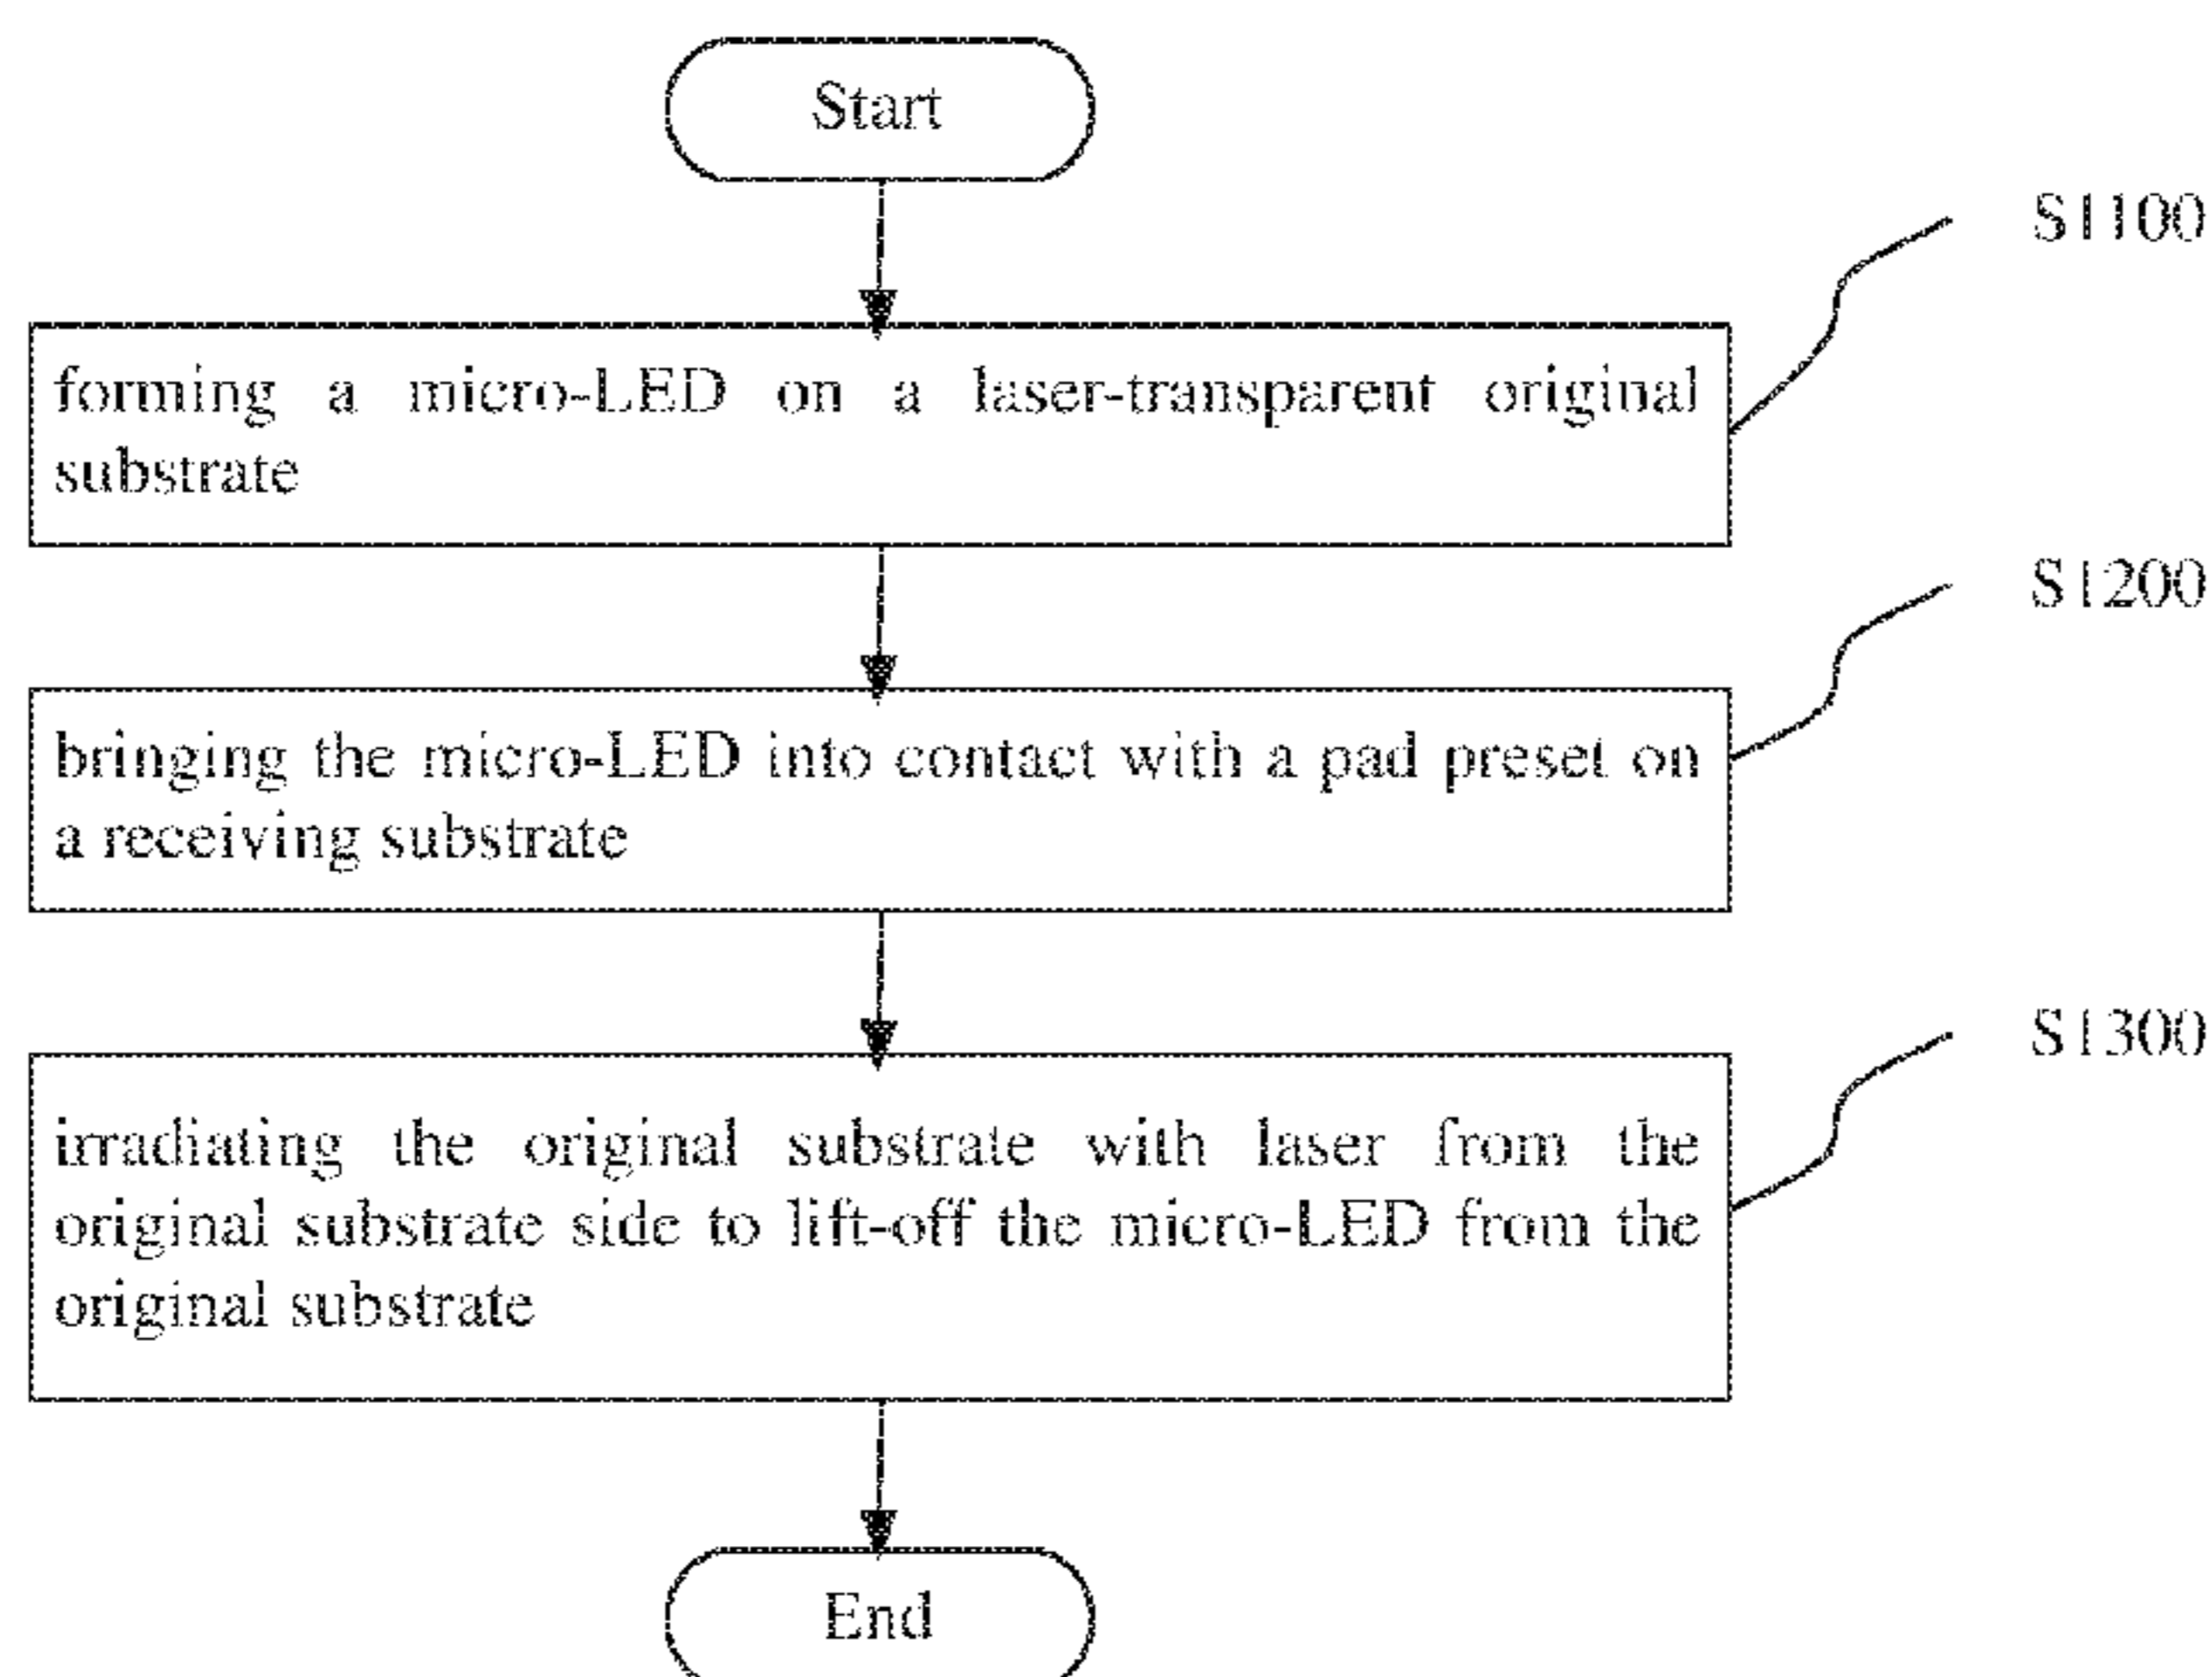 Start
S1100
forming a micro-LED on a laser-transparent original
substrate
S1200
bringing the micro-LED into contact with a pad preset on
a receiving substrate
S1300
irradiating the original substrate with laser from the
original substrate side to lift-off the micro-LED from the
original substrate
End